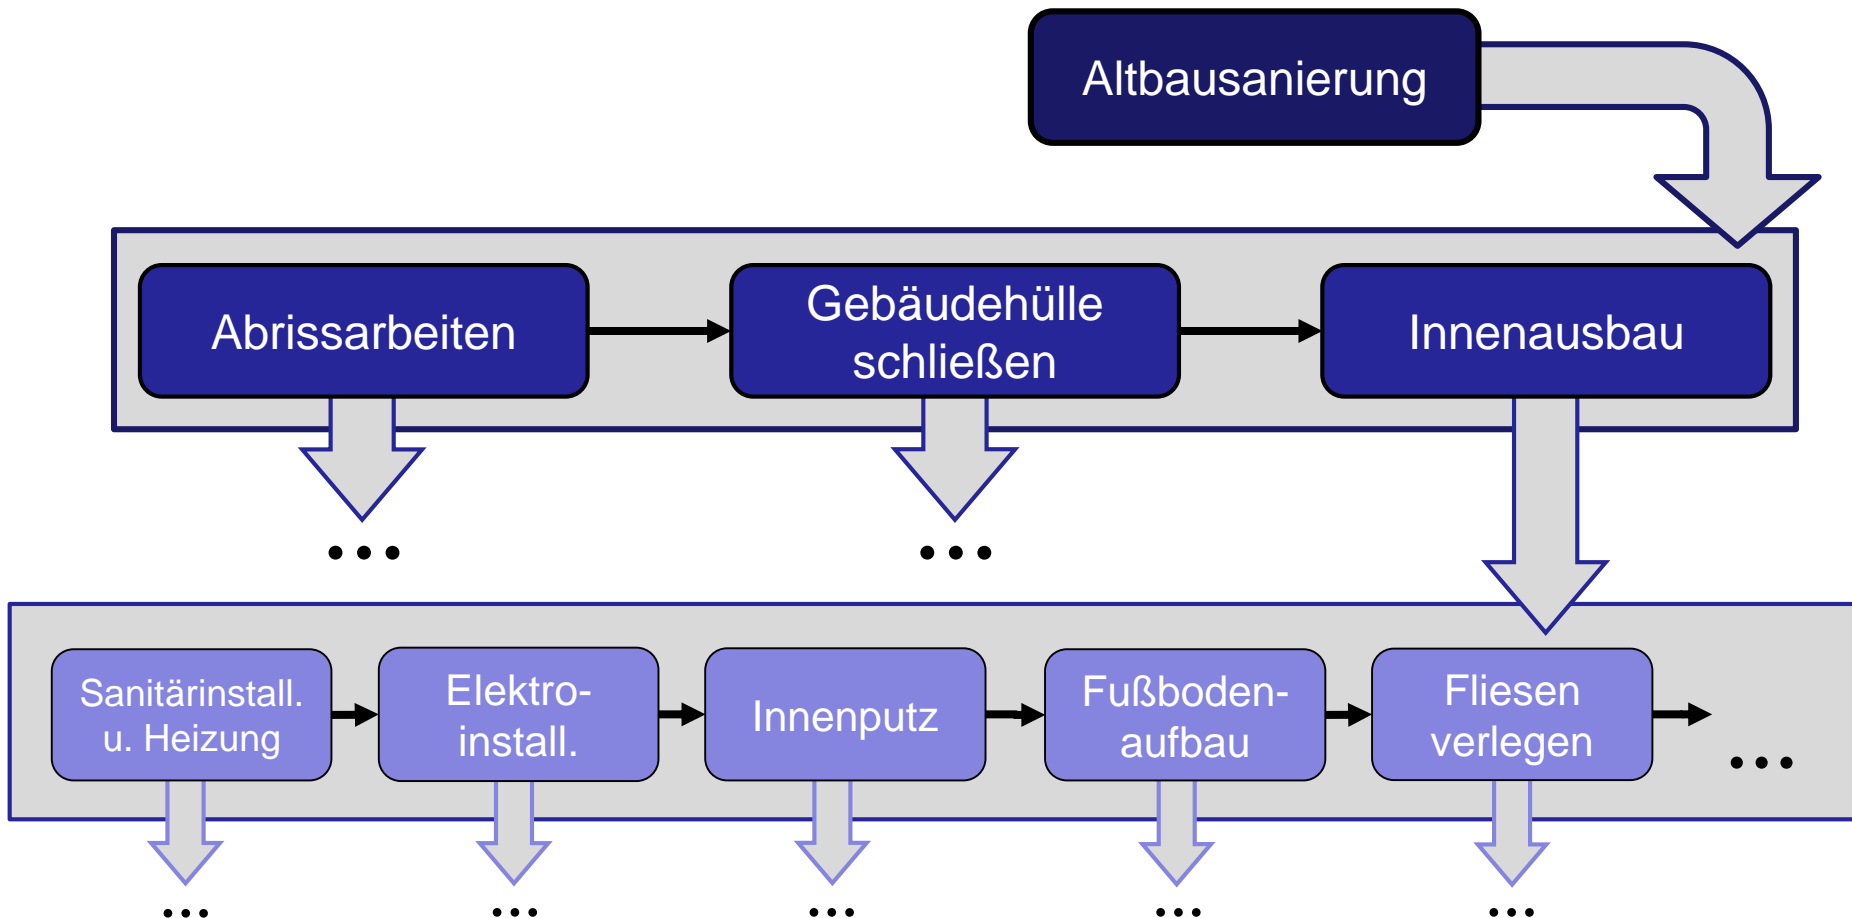 Altbausanierung
Abrissarbeiten
Gebäudehülle
schließen
Innenausbau
...
...
Sanitärinstall.
u. Heizung
Elektro-
install.
Innenputz
Fußboden-
aufbau
Fliesen
verlegen
...
...
...
...
...
...